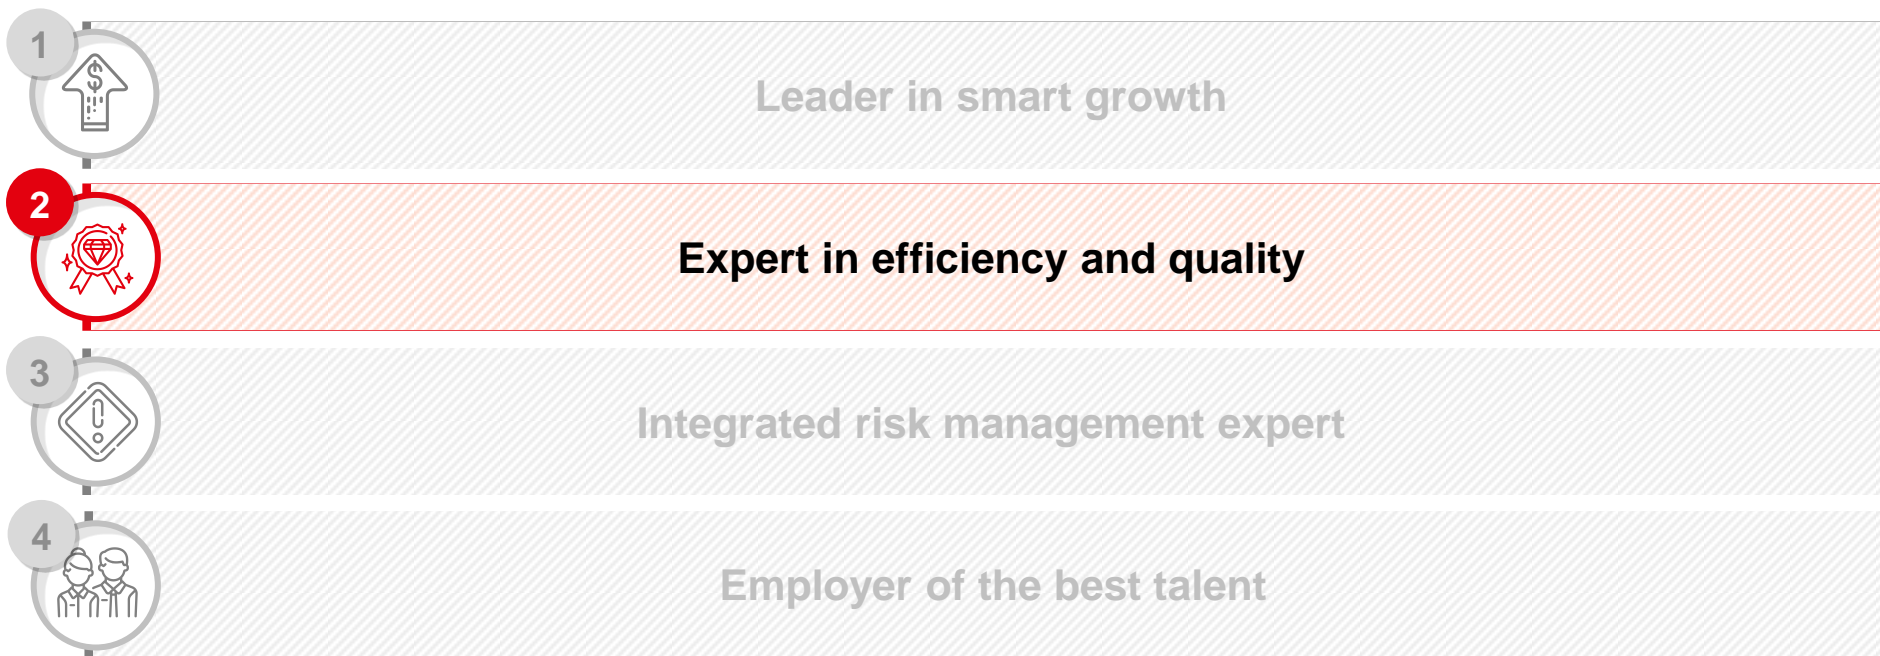 1
$
Leader in smart growth
2
Expert in efficiency and quality
3
Integrated risk management expert
4
Employer of the best talent